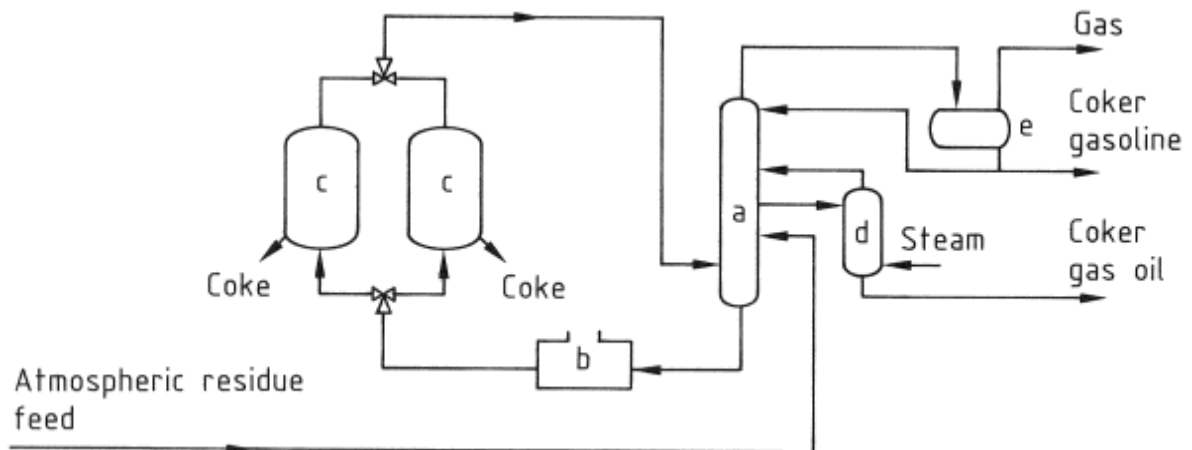 Gas
Coker
gasoline
e
c
c
a
d
Steam
Coker
gas oil
Coke
Coke
b
Atmospheric residue
feed